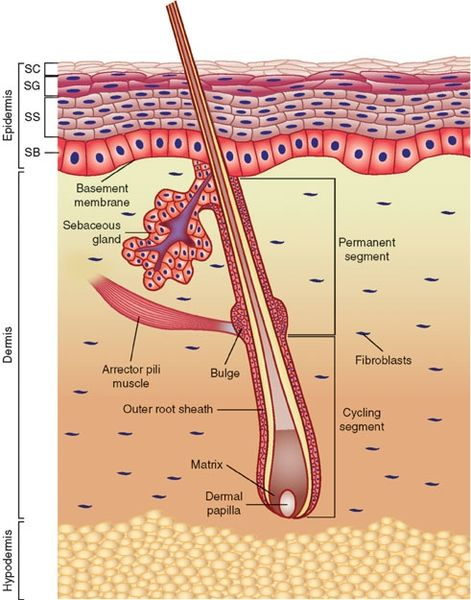 Epidermis
SC
SG
SS
SB
Basement
membrane
Sebaceous
gland
Permanent
segment
Dermis
Arrector pili
muscle
Bulge
Fibroblasts
Outer root sheath
Cycling
segment
Matrix
Dermal
papilla
Hypodermis